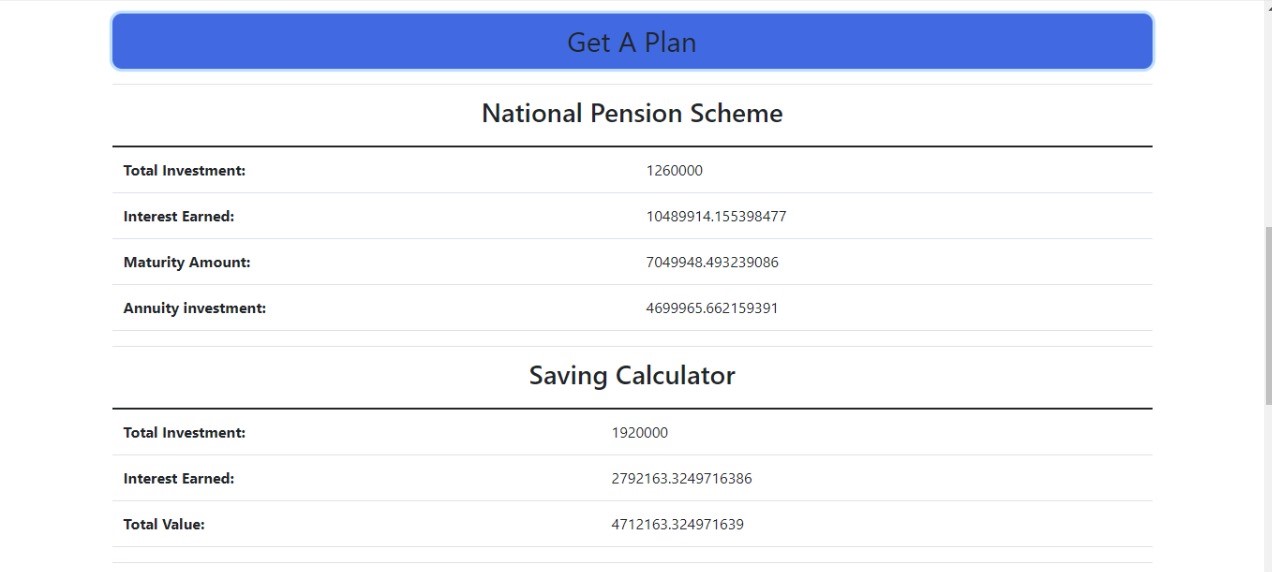 Get A Plan
National Pension Scheme
Total Investment: 1260000
Interest Earned: 10489914.155398477
Maturity Amount: 7049948.493239086
Annuity investment: 4699965.662159391
Saving Calculator
Total Investment: 1920000
Interest Earned: 2792163.3249716386
Total Value: 4712163.324971639